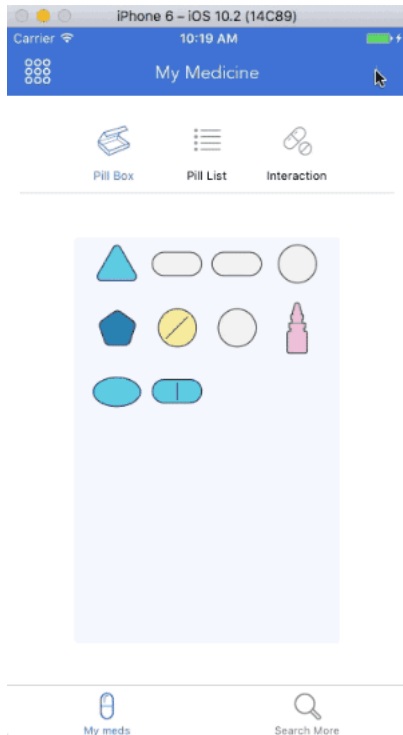 iPhone 6 – iOS 10.2 (14C89)
Carrier 10:19 AM
My Medicine
Pill Box Pill List Interaction
My meds Search More